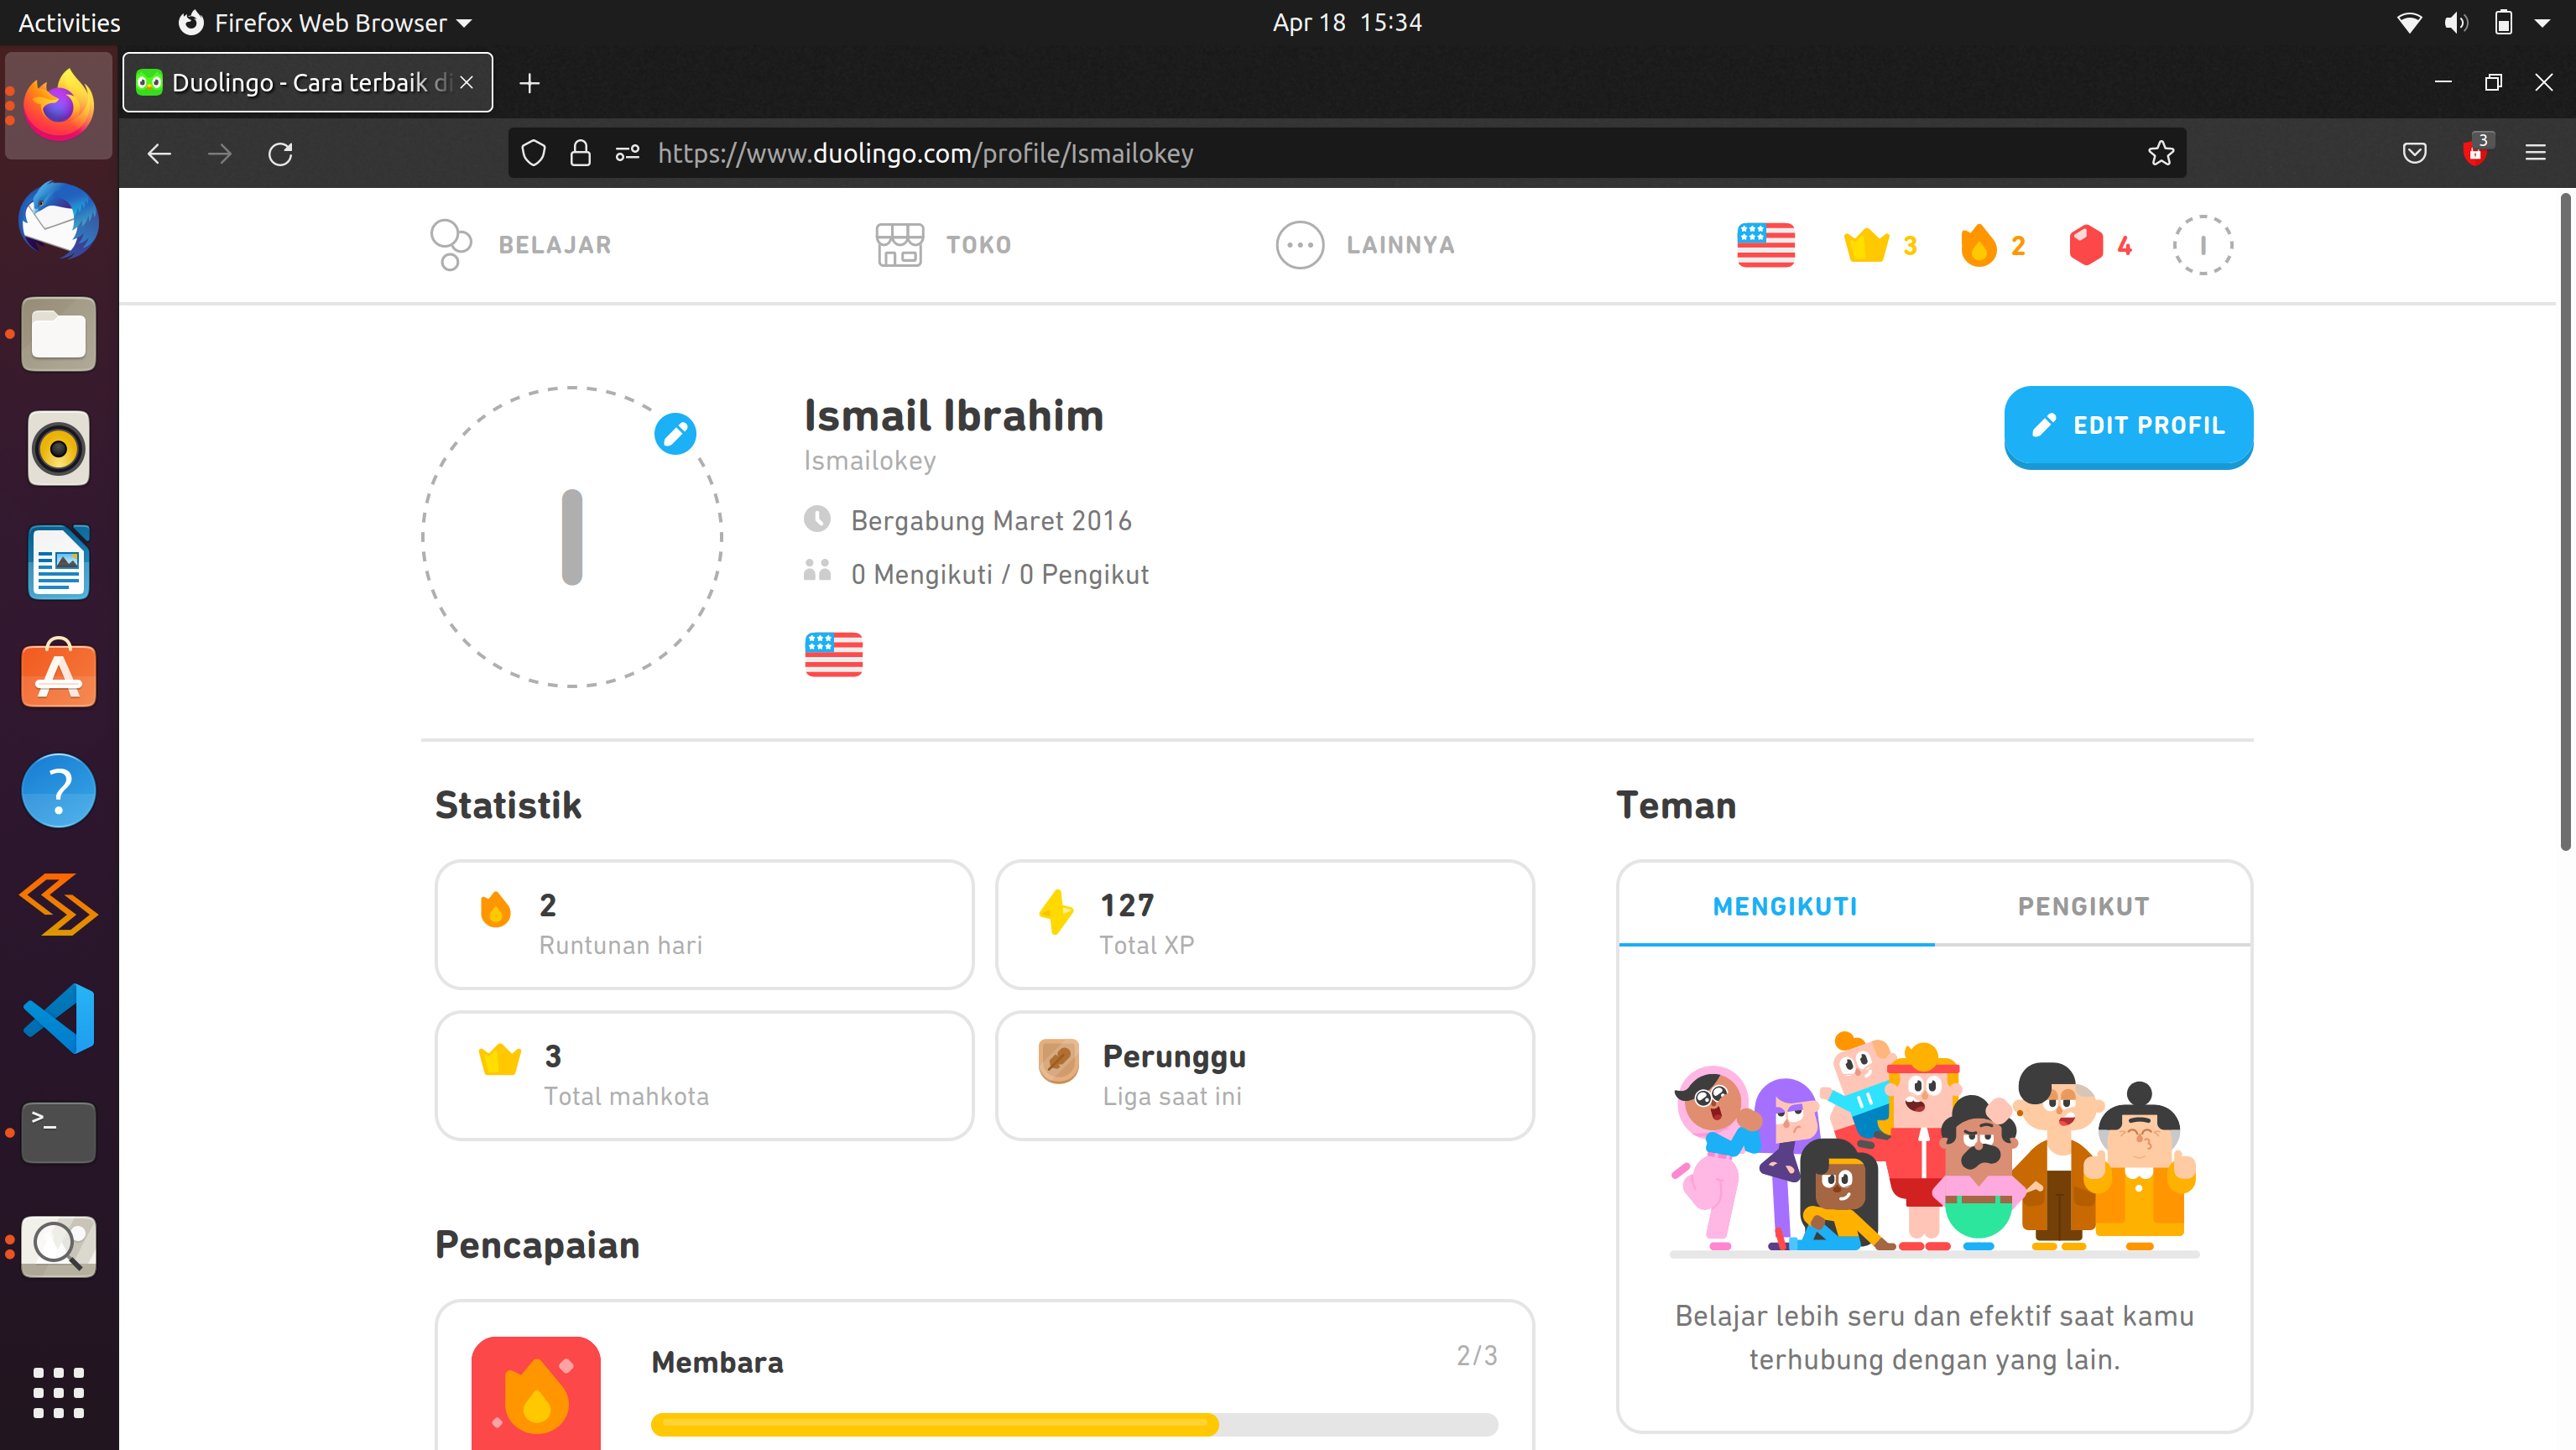 Activities
Firefox Web Browser
Apr 18 15:34
Duolingo - Cara terbaik di
https://www.duolingo.com/profile/Ismailokey
3
BELAJAR
TOKO
LAINNYA
3
2
4
I
I
Ismail Ibrahim
Ismailokey
Bergabung Maret 2016
0 Mengikuti / 0 Pengikut
EDIT PROFIL
Statistik
2
Runtunan hari
127
Total XP
3
Total mahkota
Perunggu
Liga saat ini
Teman
MENGIKUTI
PENGIKUT
Belajar lebih seru dan efektif saat kamu
terhubung dengan yang lain.
Pencapaian
Membara
2/3